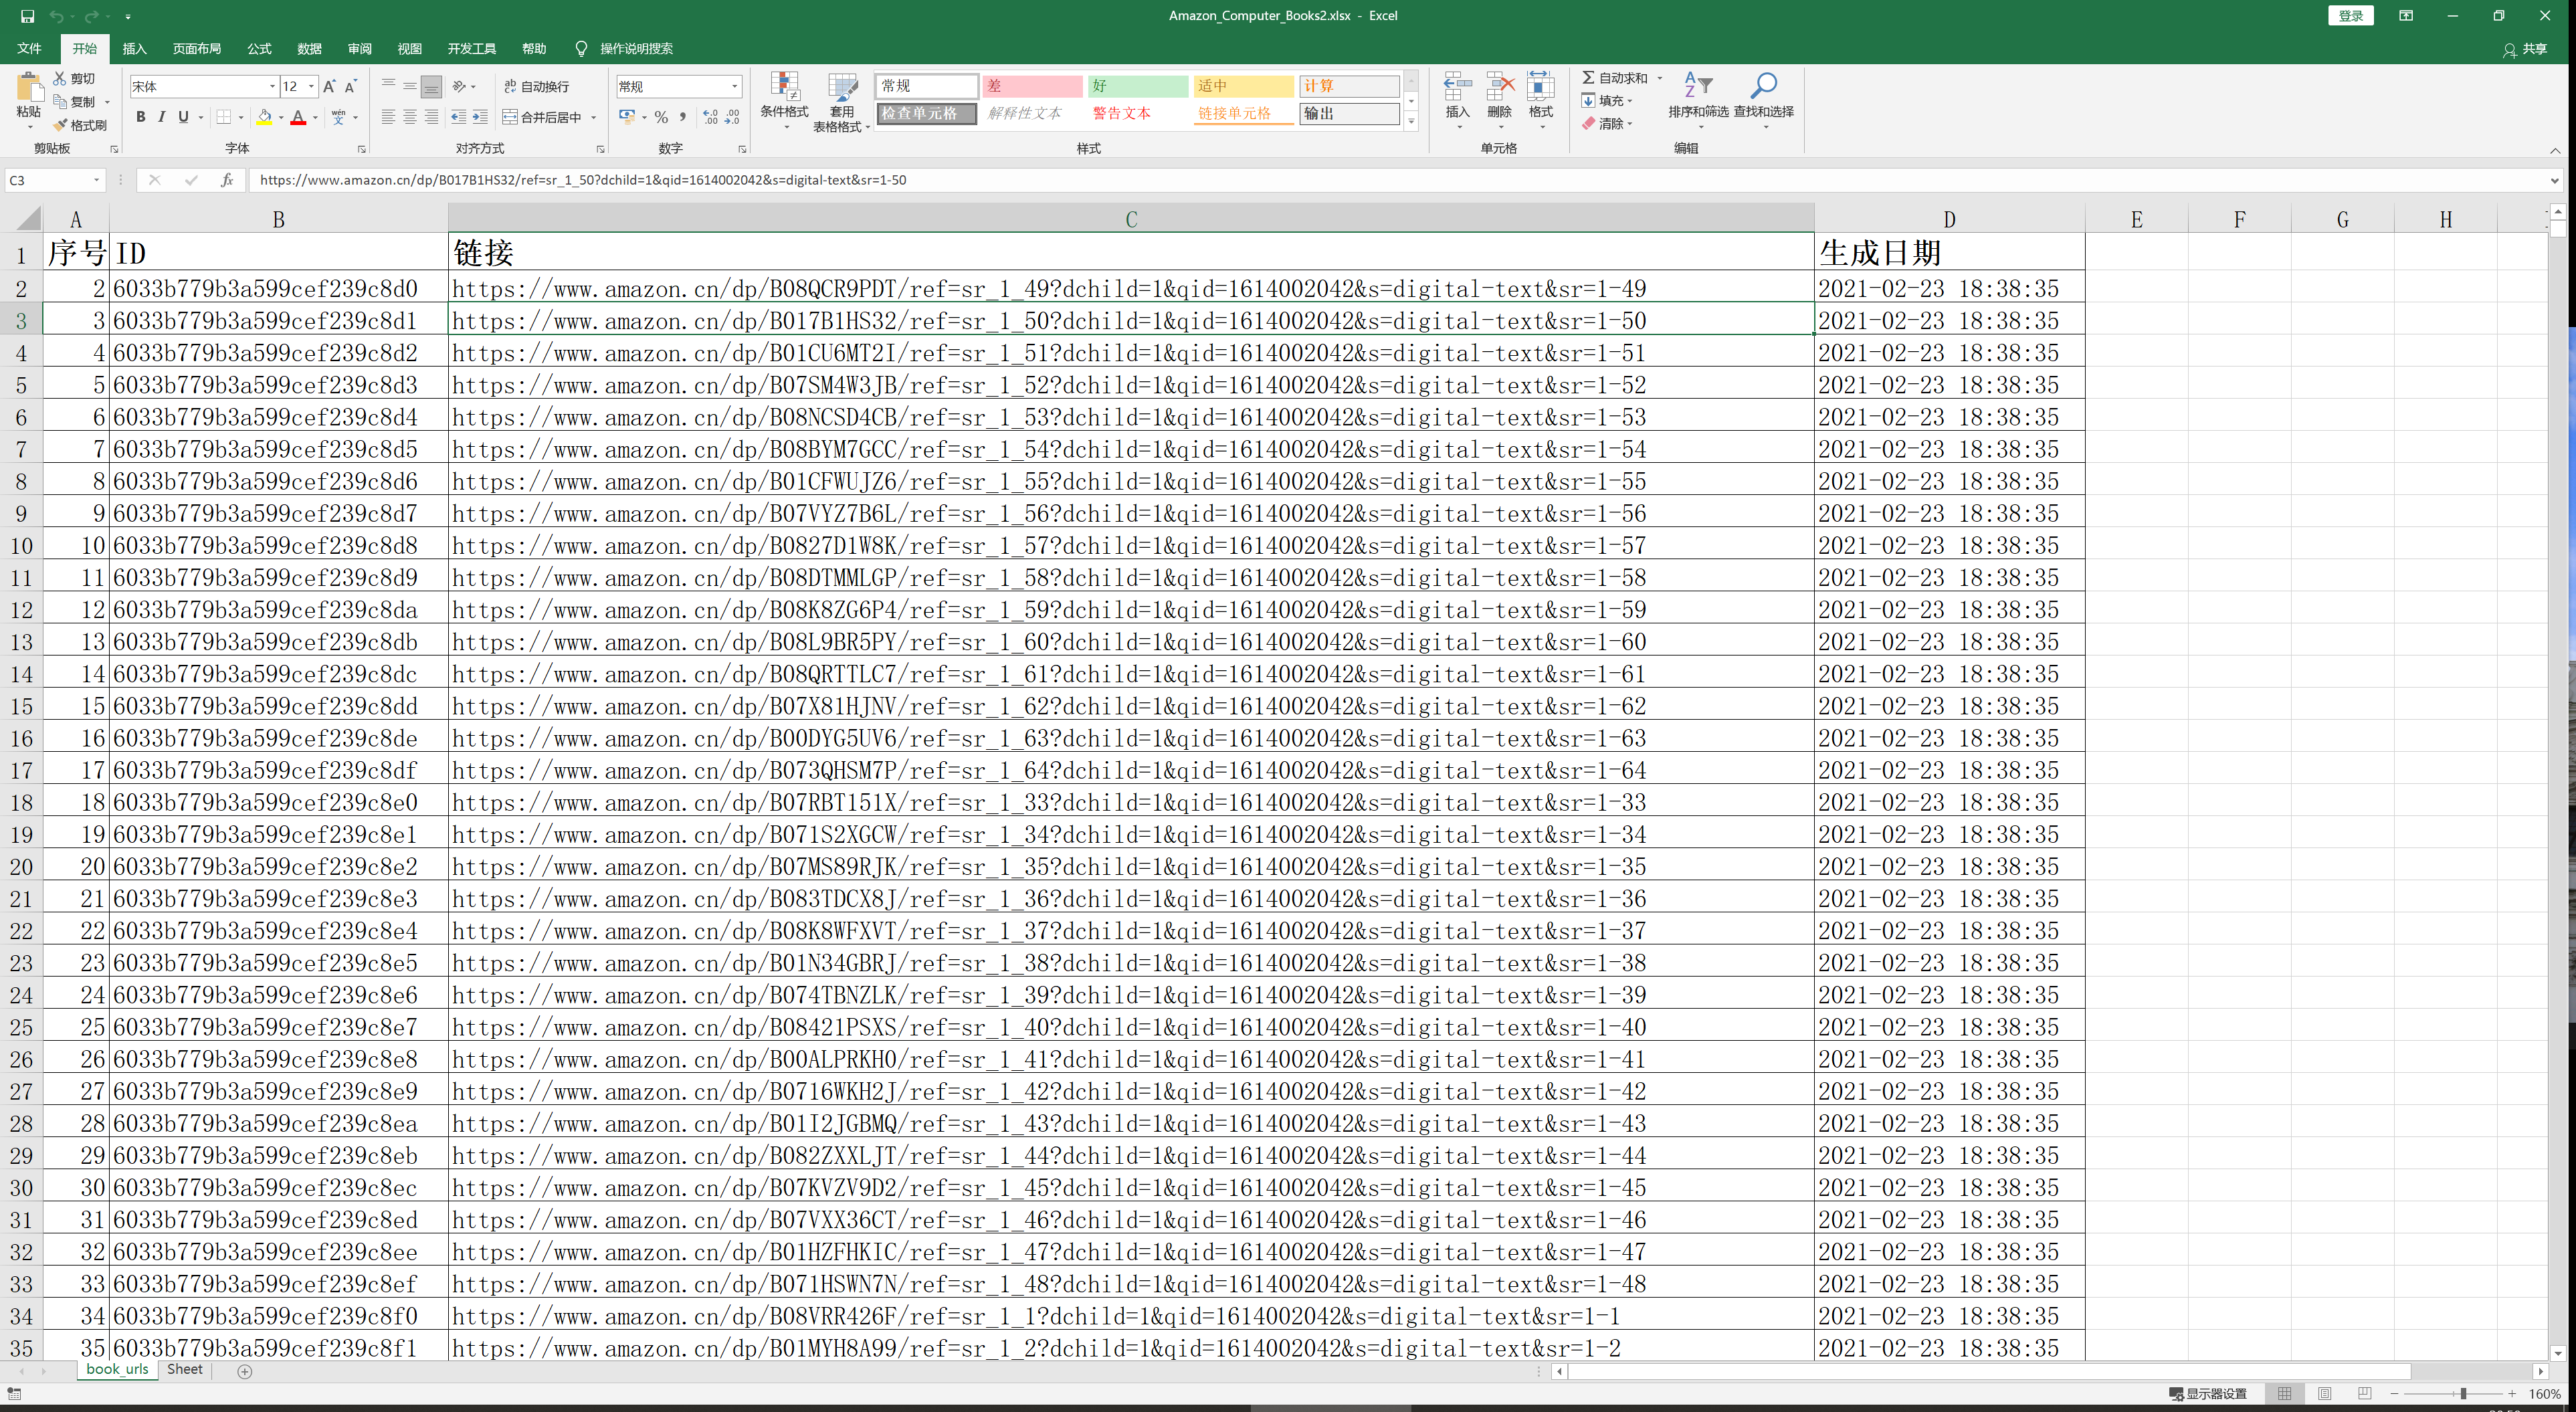 Amazon_Computer_Books2.xlsx - Excel
登录
文件 开始 插入 页面布局 公式 数据 审阅 视图 开发工具 帮助 操作说明搜索 共享
粘贴 剪切 复制 格式刷 剪贴板
宋体 12 B I U wén 文 字体
自动换行 合并后居中 对齐方式
常规 % 数字
条件格式 套用表格格式
常规 差 好 适中 计算
检查单元格 解释性文本 警告文本 链接单元格 输出
样式
插入 删除 格式 单元格
自动求和 填充 清除 排序和筛选 查找和选择 编辑
C3 fx https://www.amazon.cn/dp/B017B1HS32/ref=sr_1_50?dchild=1&qid=1614002042&s=digital-text&sr=1-50
A B C D E F G H
1 序号 ID 链接 生成日期
2 2 6033b779b3a599cef239c8d0 https://www.amazon.cn/dp/B08QCR9PDT/ref=sr_1_49?dchild=1&qid=1614002042&s=digital-text&sr=1-49 2021-02-23 18:38:35
3 3 6033b779b3a599cef239c8d1 https://www.amazon.cn/dp/B017B1HS32/ref=sr_1_50?dchild=1&qid=1614002042&s=digital-text&sr=1-50 2021-02-23 18:38:35
4 4 6033b779b3a599cef239c8d2 https://www.amazon.cn/dp/B01CU6MT2I/ref=sr_1_51?dchild=1&qid=1614002042&s=digital-text&sr=1-51 2021-02-23 18:38:35
5 5 6033b779b3a599cef239c8d3 https://www.amazon.cn/dp/B07SM4W3JB/ref=sr_1_52?dchild=1&qid=1614002042&s=digital-text&sr=1-52 2021-02-23 18:38:35
6 6 6033b779b3a599cef239c8d4 https://www.amazon.cn/dp/B08NCSD4CB/ref=sr_1_53?dchild=1&qid=1614002042&s=digital-text&sr=1-53 2021-02-23 18:38:35
7 7 6033b779b3a599cef239c8d5 https://www.amazon.cn/dp/B08BYM7GCC/ref=sr_1_54?dchild=1&qid=1614002042&s=digital-text&sr=1-54 2021-02-23 18:38:35
8 8 6033b779b3a599cef239c8d6 https://www.amazon.cn/dp/B01CFWUJZ6/ref=sr_1_55?dchild=1&qid=1614002042&s=digital-text&sr=1-55 2021-02-23 18:38:35
9 9 6033b779b3a599cef239c8d7 https://www.amazon.cn/dp/B07VYZ7B6L/ref=sr_1_56?dchild=1&qid=1614002042&s=digital-text&sr=1-56 2021-02-23 18:38:35
10 10 6033b779b3a599cef239c8d8 https://www.amazon.cn/dp/B0827D1W8K/ref=sr_1_57?dchild=1&qid=1614002042&s=digital-text&sr=1-57 2021-02-23 18:38:35
11 11 6033b779b3a599cef239c8d9 https://www.amazon.cn/dp/B08DTMMLGP/ref=sr_1_58?dchild=1&qid=1614002042&s=digital-text&sr=1-58 2021-02-23 18:38:35
12 12 6033b779b3a599cef239c8da https://www.amazon.cn/dp/B08K8ZG6P4/ref=sr_1_59?dchild=1&qid=1614002042&s=digital-text&sr=1-59 2021-02-23 18:38:35
13 13 6033b779b3a599cef239c8db https://www.amazon.cn/dp/B08L9BR5PY/ref=sr_1_60?dchild=1&qid=1614002042&s=digital-text&sr=1-60 2021-02-23 18:38:35
14 14 6033b779b3a599cef239c8dc https://www.amazon.cn/dp/B08QRTTLC7/ref=sr_1_61?dchild=1&qid=1614002042&s=digital-text&sr=1-61 2021-02-23 18:38:35
15 15 6033b779b3a599cef239c8dd https://www.amazon.cn/dp/B07X81HJNV/ref=sr_1_62?dchild=1&qid=1614002042&s=digital-text&sr=1-62 2021-02-23 18:38:35
16 16 6033b779b3a599cef239c8de https://www.amazon.cn/dp/B00DYG5UV6/ref=sr_1_63?dchild=1&qid=1614002042&s=digital-text&sr=1-63 2021-02-23 18:38:35
17 17 6033b779b3a599cef239c8df https://www.amazon.cn/dp/B073QHSM7P/ref=sr_1_64?dchild=1&qid=1614002042&s=digital-text&sr=1-64 2021-02-23 18:38:35
18 18 6033b779b3a599cef239c8e0 https://www.amazon.cn/dp/B07RBT151X/ref=sr_1_33?dchild=1&qid=1614002042&s=digital-text&sr=1-33 2021-02-23 18:38:35
19 19 6033b779b3a599cef239c8e1 https://www.amazon.cn/dp/B071S2XGCW/ref=sr_1_34?dchild=1&qid=1614002042&s=digital-text&sr=1-34 2021-02-23 18:38:35
20 20 6033b779b3a599cef239c8e2 https://www.amazon.cn/dp/B07MS89RJK/ref=sr_1_35?dchild=1&qid=1614002042&s=digital-text&sr=1-35 2021-02-23 18:38:35
21 21 6033b779b3a599cef239c8e3 https://www.amazon.cn/dp/B083TDCX8J/ref=sr_1_36?dchild=1&qid=1614002042&s=digital-text&sr=1-36 2021-02-23 18:38:35
22 22 6033b779b3a599cef239c8e4 https://www.amazon.cn/dp/B08K8WFXVT/ref=sr_1_37?dchild=1&qid=1614002042&s=digital-text&sr=1-37 2021-02-23 18:38:35
23 23 6033b779b3a599cef239c8e5 https://www.amazon.cn/dp/B01N34GBRJ/ref=sr_1_38?dchild=1&qid=1614002042&s=digital-text&sr=1-38 2021-02-23 18:38:35
24 24 6033b779b3a599cef239c8e6 https://www.amazon.cn/dp/B074TBNZLK/ref=sr_1_39?dchild=1&qid=1614002042&s=digital-text&sr=1-39 2021-02-23 18:38:35
25 25 6033b779b3a599cef239c8e7 https://www.amazon.cn/dp/B08421PSXS/ref=sr_1_40?dchild=1&qid=1614002042&s=digital-text&sr=1-40 2021-02-23 18:38:35
26 26 6033b779b3a599cef239c8e8 https://www.amazon.cn/dp/B00ALPRKHO/ref=sr_1_41?dchild=1&qid=1614002042&s=digital-text&sr=1-41 2021-02-23 18:38:35
27 27 6033b779b3a599cef239c8e9 https://www.amazon.cn/dp/B0716WKH2J/ref=sr_1_42?dchild=1&qid=1614002042&s=digital-text&sr=1-42 2021-02-23 18:38:35
28 28 6033b779b3a599cef239c8ea https://www.amazon.cn/dp/B01I2JGBMQ/ref=sr_1_43?dchild=1&qid=1614002042&s=digital-text&sr=1-43 2021-02-23 18:38:35
29 29 6033b779b3a599cef239c8eb https://www.amazon.cn/dp/B082ZXXLJT/ref=sr_1_44?dchild=1&qid=1614002042&s=digital-text&sr=1-44 2021-02-23 18:38:35
30 30 6033b779b3a599cef239c8ec https://www.amazon.cn/dp/B07KVZV9D2/ref=sr_1_45?dchild=1&qid=1614002042&s=digital-text&sr=1-45 2021-02-23 18:38:35
31 31 6033b779b3a599cef239c8ed https://www.amazon.cn/dp/B07VXX36CT/ref=sr_1_46?dchild=1&qid=1614002042&s=digital-text&sr=1-46 2021-02-23 18:38:35
32 32 6033b779b3a599cef239c8ee https://www.amazon.cn/dp/B01HZFHKIC/ref=sr_1_47?dchild=1&qid=1614002042&s=digital-text&sr=1-47 2021-02-23 18:38:35
33 33 6033b779b3a599cef239c8ef https://www.amazon.cn/dp/B071HSWN7N/ref=sr_1_48?dchild=1&qid=1614002042&s=digital-text&sr=1-48 2021-02-23 18:38:35
34 34 6033b779b3a599cef239c8f0 https://www.amazon.cn/dp/B08VRR426F/ref=sr_1_1?dchild=1&qid=1614002042&s=digital-text&sr=1-1 2021-02-23 18:38:35
35 35 6033b779b3a599cef239c8f1 https://www.amazon.cn/dp/B01MYH8A99/ref=sr_1_2?dchild=1&qid=1614002042&s=digital-text&sr=1-2 2021-02-23 18:38:35
book_urls Sheet
显示器设置 160%